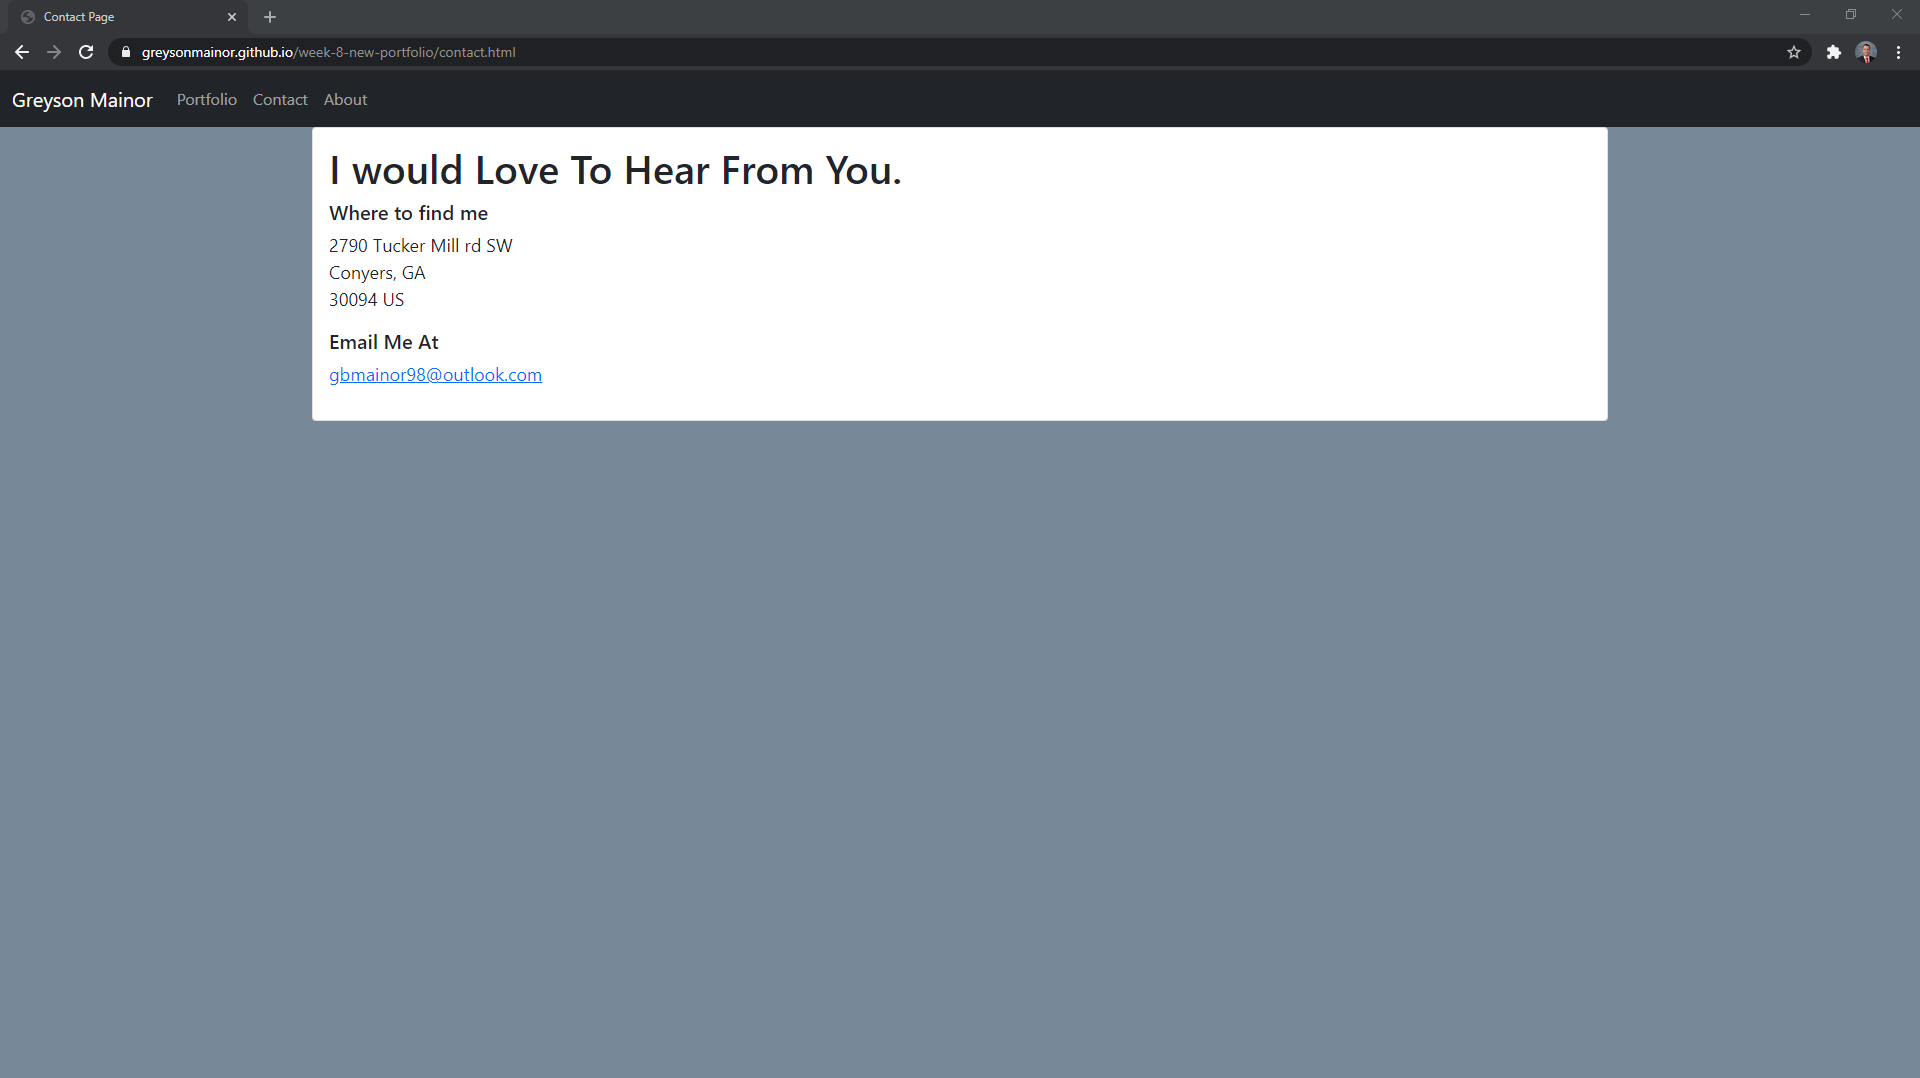 Contact Page
greysonmainor.github.io/week-8-new-portfolio/contact.html
Greyson Mainor Portfolio Contact About
I would Love To Hear From You.
Where to find me
2790 Tucker Mill rd SW
Conyers, GA
30094 US
Email Me At
gbmainor98@outlook.com